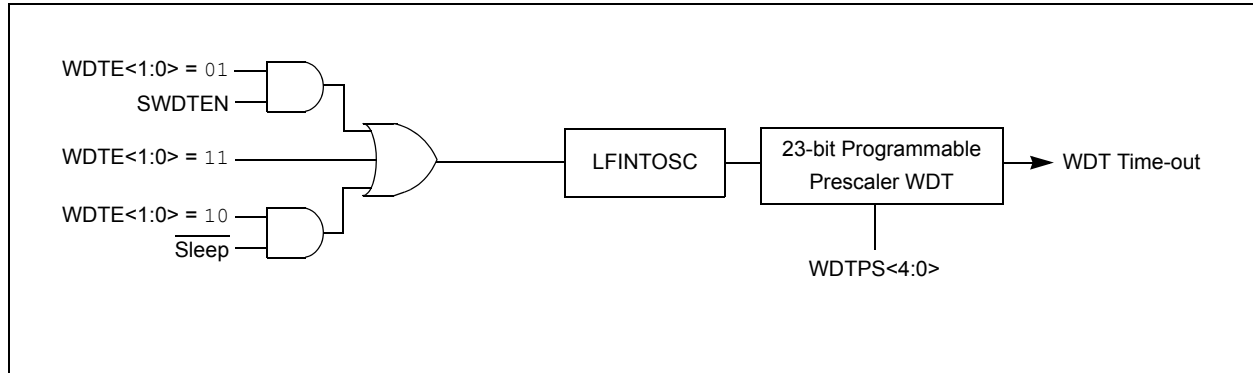 WDTE<1:0> = 01
SWDTEN
WDTE<1:0> = 11
WDTE<1:0> = 10
Sleep
LFINTOSC
23-bit Programmable
Prescaler WDT
WDT Time-out
WDTPS<4:0>